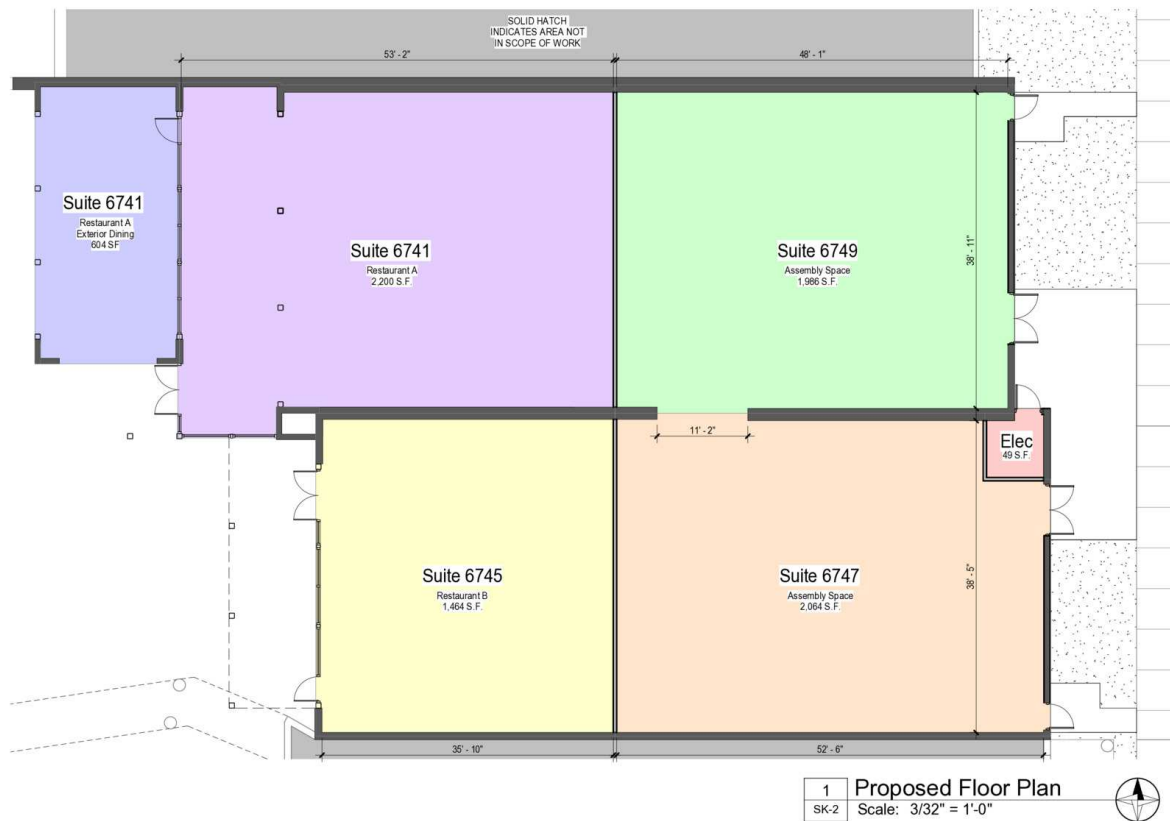 SOLID HATCH
INDICATES AREA NOT
IN SCOPE OF WORK
53' - 2"
48' - 1"
Suite 6741
Restaurant A
Exterior Dining
604 SF
Suite 6741
Restaurant A
2,200 S.F.
Suite 6749
Assembly Space
1,986 S.F.
38' - 11"
11' - 2"
Elec
49 S.F.
Suite 6745
Restaurant B
1,464 S.F.
Suite 6747
Assembly Space
2,064 S.F.
38' - 5"
35' - 10"
52' - 6"
1 Proposed Floor Plan
SK-2 Scale: 3/32" = 1'-0"